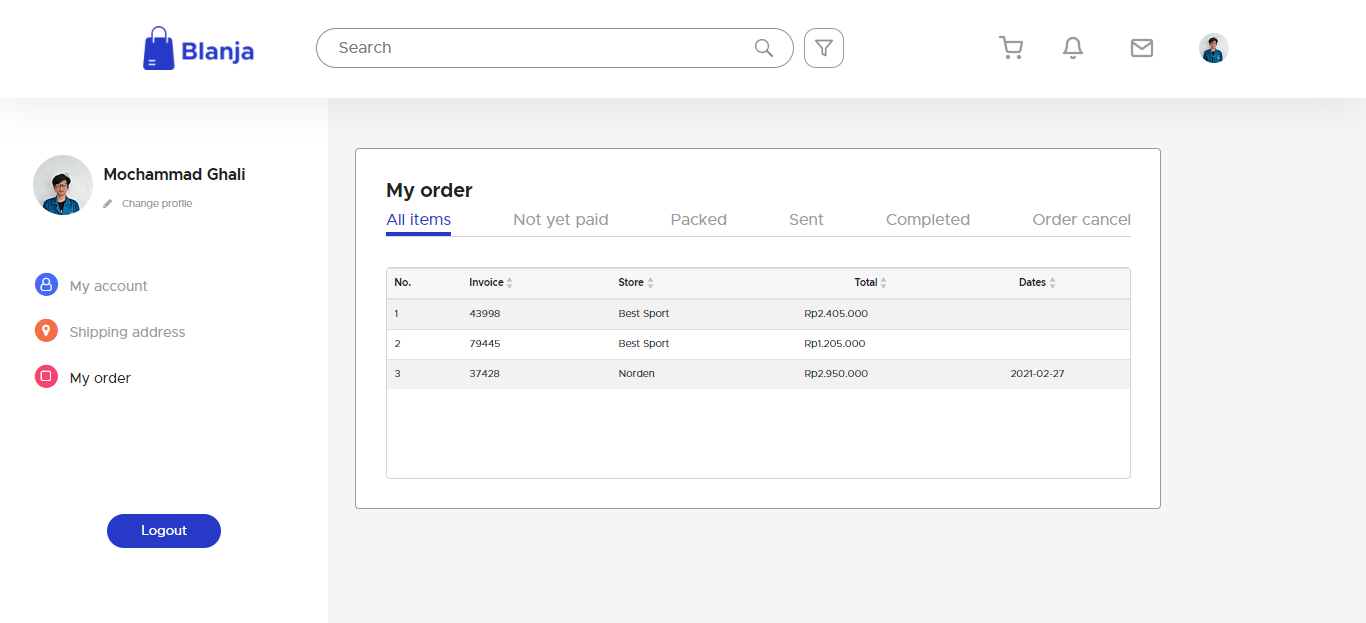 Blanja
Search
Mochammad Ghali
Change profile
My account
Shipping address
My order
Logout
My order
All items Not yet paid Packed Sent Completed Order cancel
No. Invoice Store Total Dates
1 43998 Best Sport Rp2.405.000
2 79445 Best Sport Rp1.205.000
3 37428 Norden Rp2.950.000 2021-02-27